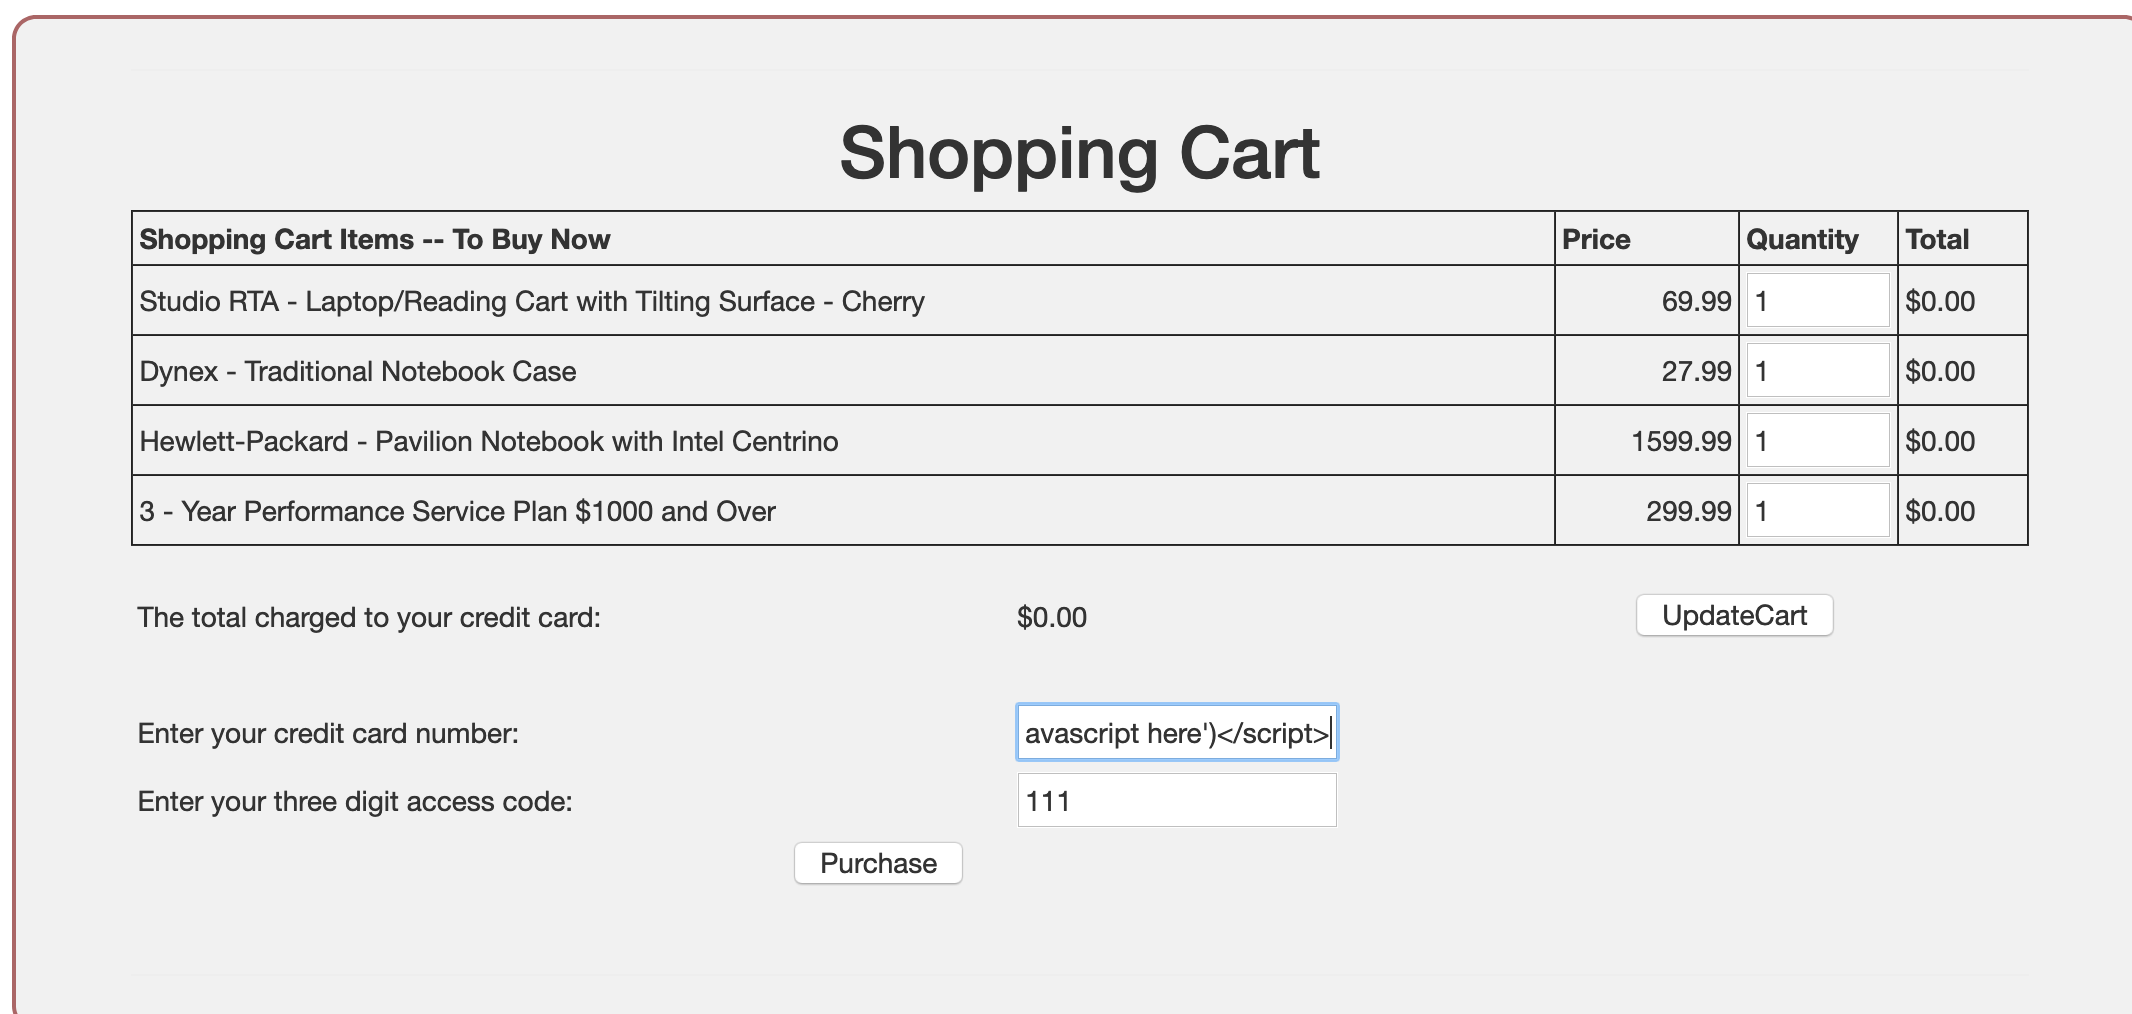 Shopping Cart
Shopping Cart Items -- To Buy Now Price Quantity Total
Studio RTA - Laptop/Reading Cart with Tilting Surface - Cherry 69.99 1 $0.00
Dynex - Traditional Notebook Case 27.99 1 $0.00
Hewlett-Packard - Pavilion Notebook with Intel Centrino 1599.99 1 $0.00
3 - Year Performance Service Plan $1000 and Over 299.99 1 $0.00
The total charged to your credit card: $0.00 UpdateCart
Enter your credit card number: avascript here')</script>
Enter your three digit access code: 111
Purchase